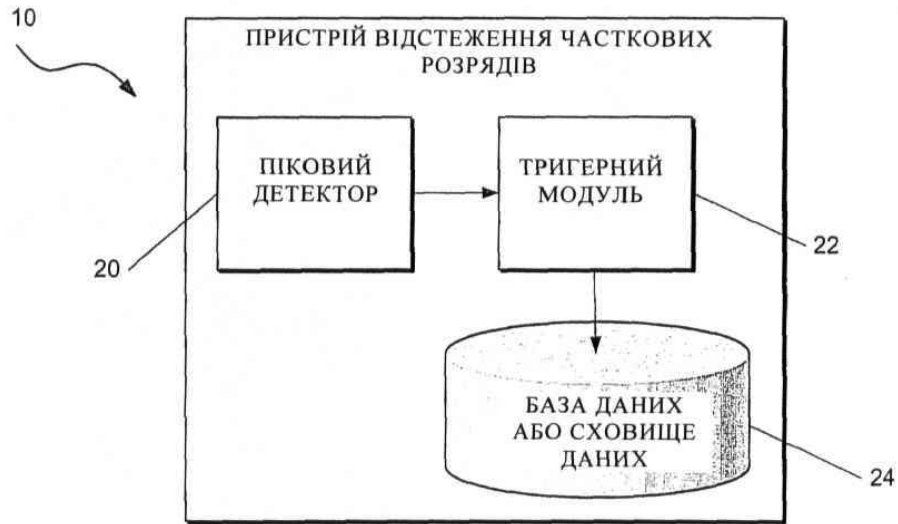 10
ПРИСТРІЙ ВІДСТЕЖЕННЯ ЧАСТКОВИХ
РОЗРЯДІВ
ПІКОВИЙ
ДЕТЕКТОР
ТРИГЕРНИЙ
МОДУЛЬ
20
22
БАЗА ДАНИХ
АБО СХОВИЩЕ
ДАНИХ
24